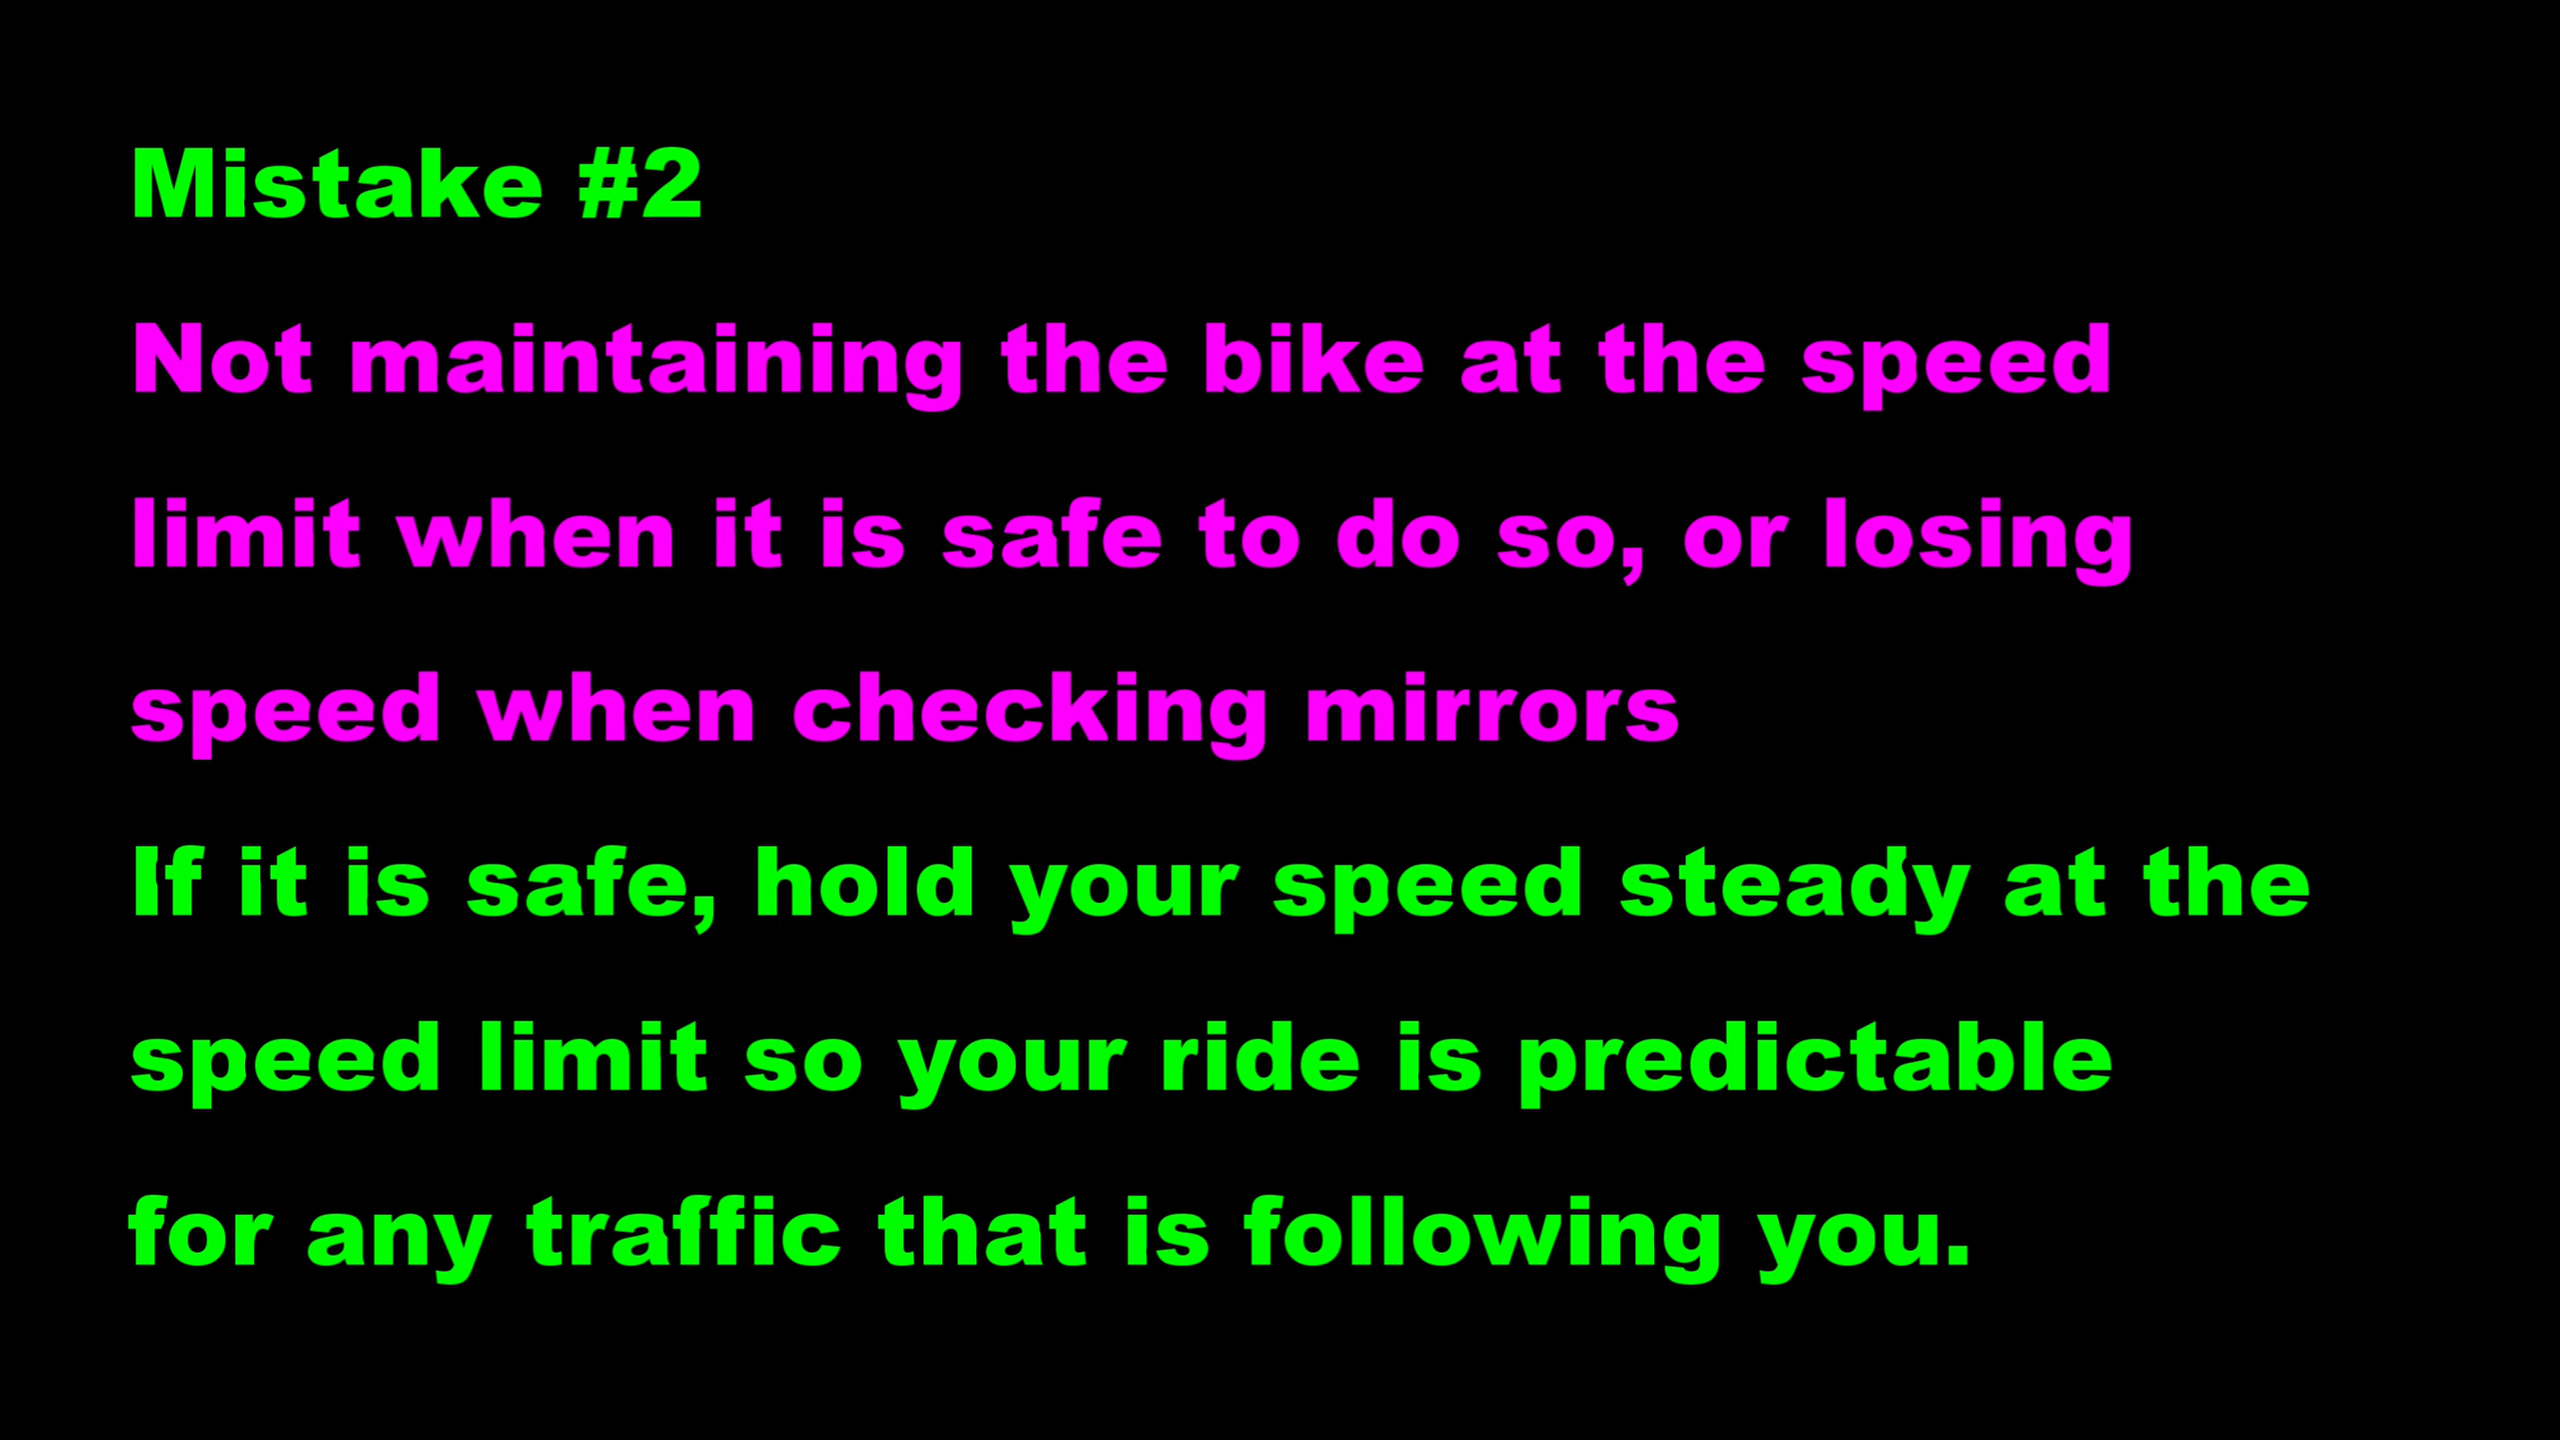 Mistake #2
Not maintaining the bike at the speed
limit when it is safe to do so, or losing
speed when checking mirrors
If it is safe, hold your speed steady at the
speed limit so your ride is predictable
for any traffic that is following you.